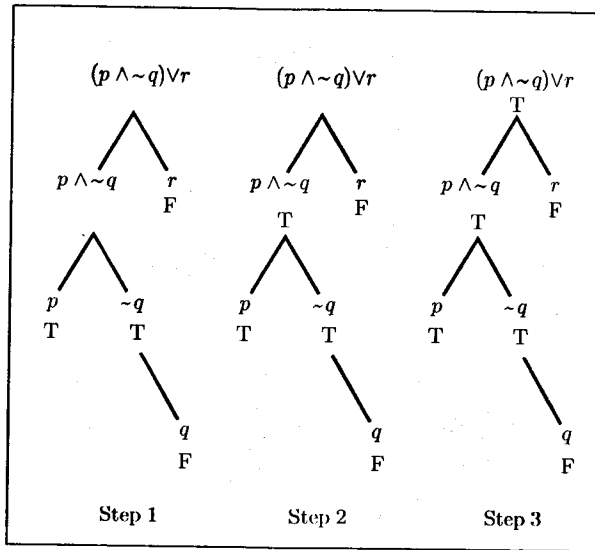 (p ∧ ~q) ∨ r (p ∧ ~q) ∨ r (p ∧ ~q) ∨ r
T
p ∧ ~q r p ∧ ~q r p ∧ ~q r
F T F T F
p ~q p ~q p ~q
T T T T T T
q q q
F F F
Step 1 Step 2 Step 3